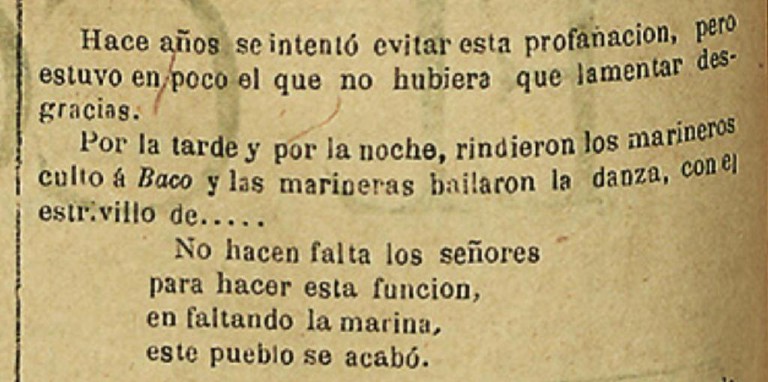 Hace años se intentó evitar esta profanacion, pero
estuvo en poco el que no hubiera que lamentar des-
gracias.
Por la tarde y por la noche, rindieron los marineros
culto á Baco y las marineras bailaron la danza, con el
estrivillo de.....
No hacen falta los señores
para hacer esta funcion,
en faltando la marina,
este pueblo se acabó.